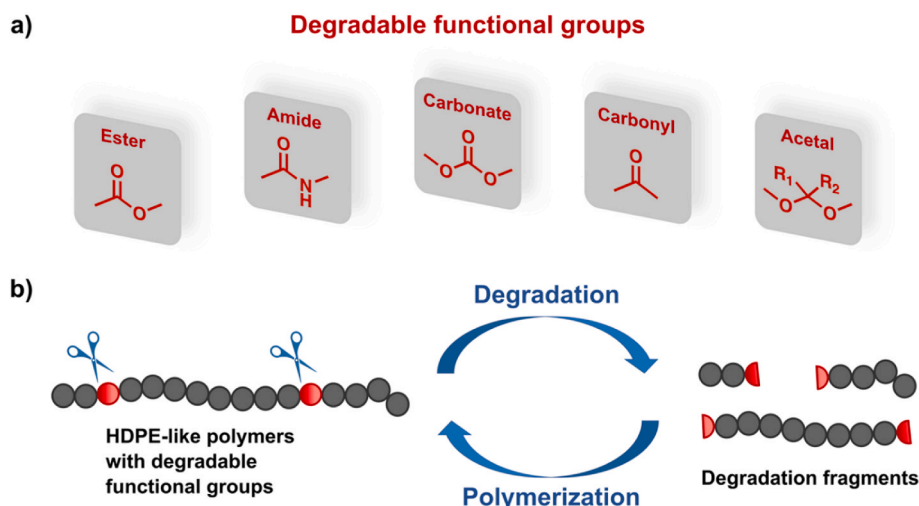 a)
Degradable functional groups
Ester
O
O
Amide
O
N
H
Carbonate
O
O
O
Carbonyl
O
Acetal
R1 R2
O O
b)
Degradation
HDPE-like polymers
with degradable
functional groups
Polymerization
Degradation fragments